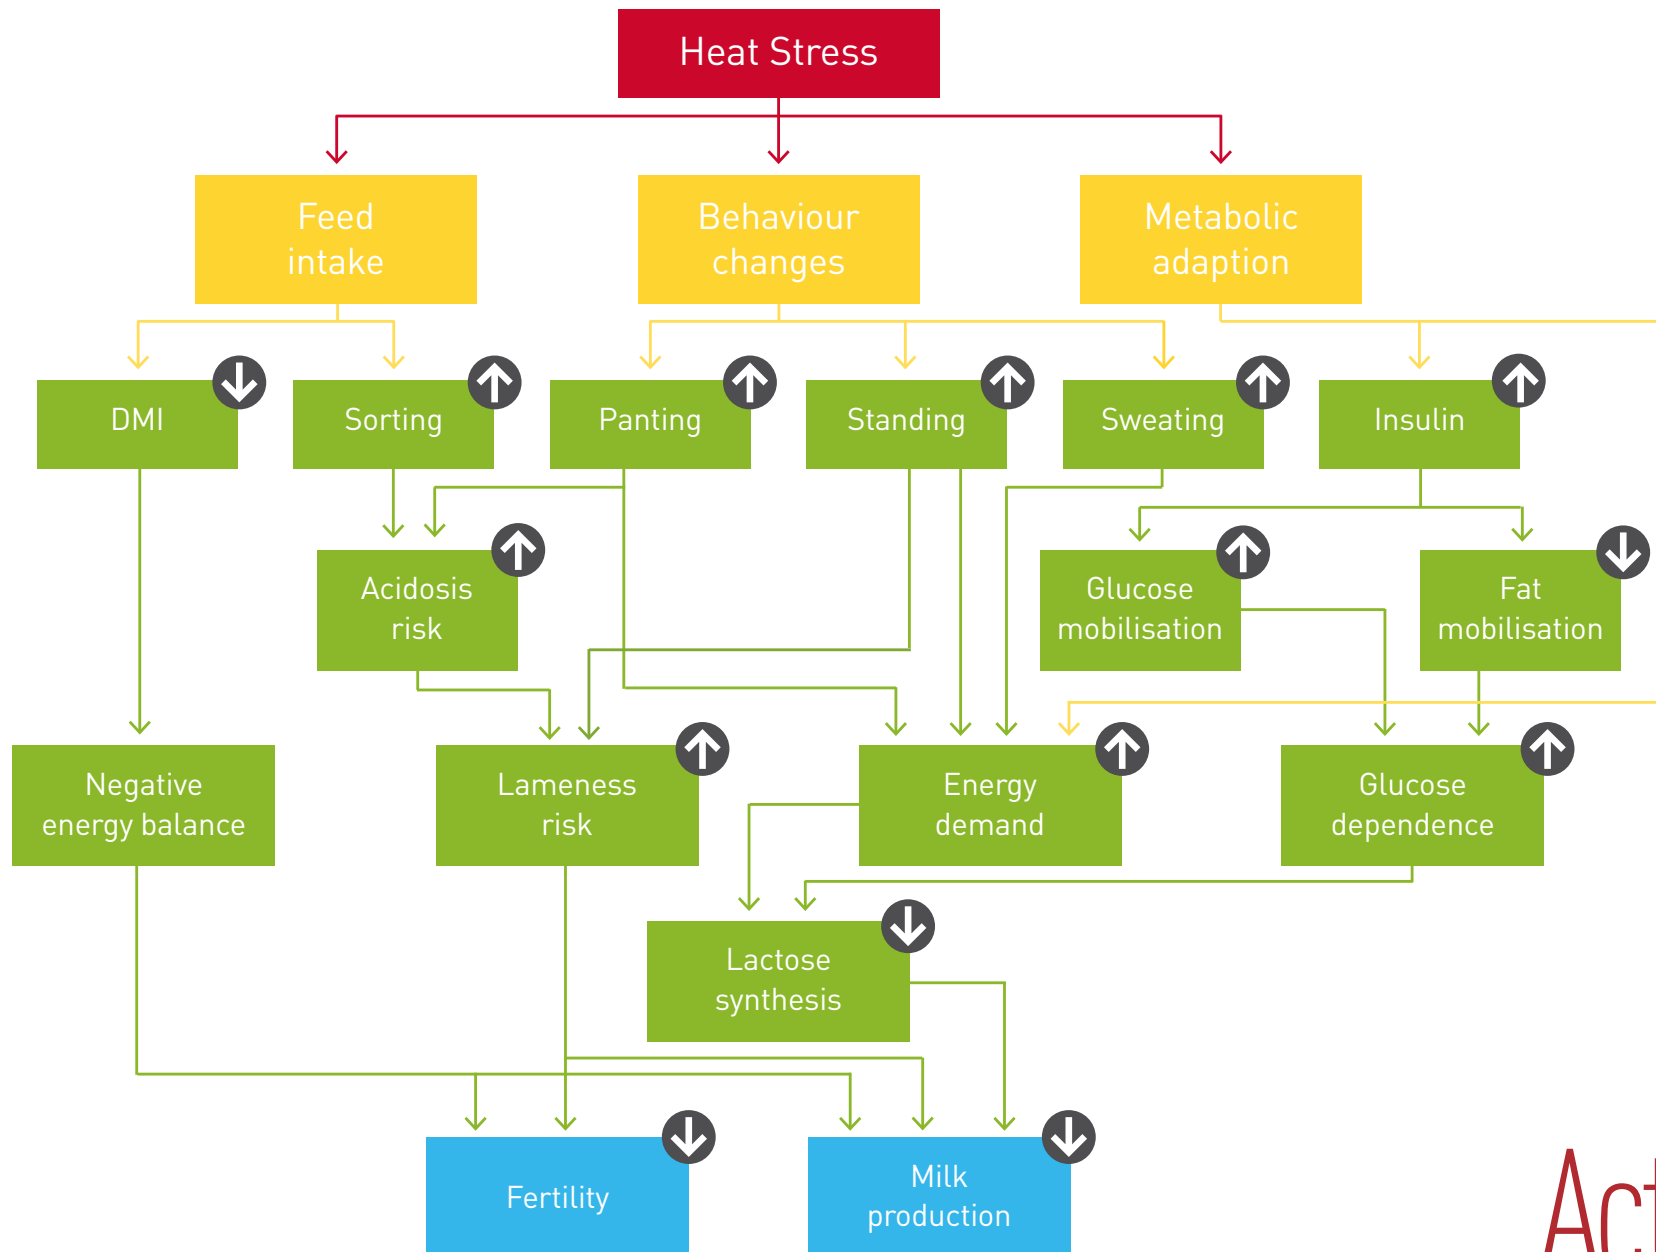 Heat Stress
Feed
intake
Behaviour
changes
Metabolic
adaption
DMI
Sorting
Panting
Standing
Sweating
Insulin
Acidosis
risk
Glucose
mobilisation
Fat
mobilisation
Negative
energy balance
Lameness
risk
Energy
demand
Glucose
dependence
Lactose
synthesis
Fertility
Milk
production